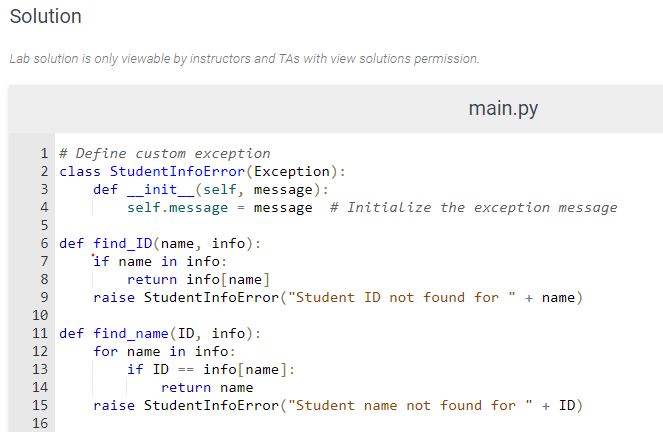 Solution
Lab solution is only viewable by instructors and TAs with view solutions permission.
main.py
1 # Define custom exception
2 class StudentInfoError(Exception):
3     def __init__(self, message):
4         self.message = message  # Initialize the exception message
5
6 def find_ID(name, info):
7     if name in info:
8         return info[name]
9     raise StudentInfoError("Student ID not found for " + name)
10
11 def find_name(ID, info):
12     for name in info:
13         if ID == info[name]:
14             return name
15     raise StudentInfoError("Student name not found for " + ID)
16